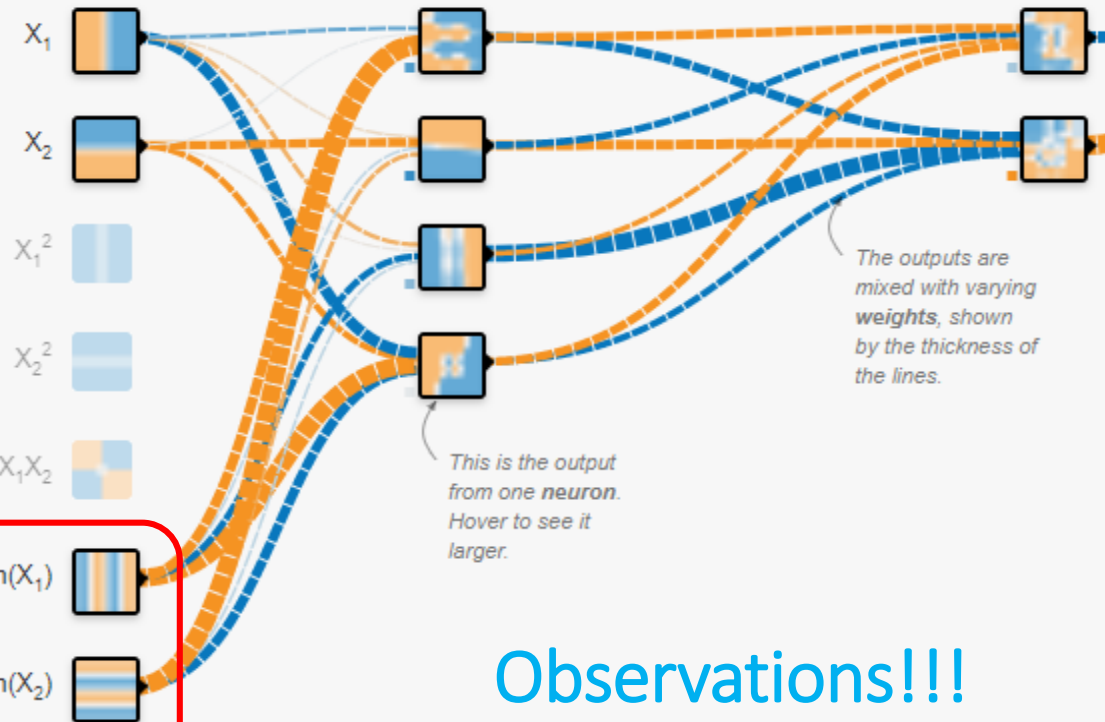 X₁
X₂
X₁²
X₂²
X₁X₂
The outputs are
mixed with varying
weights, shown
by the thickness of
the lines.
This is the output
from one neuron.
Hover to see it
larger.
n(X₁)
n(X₂)
Observations!!!